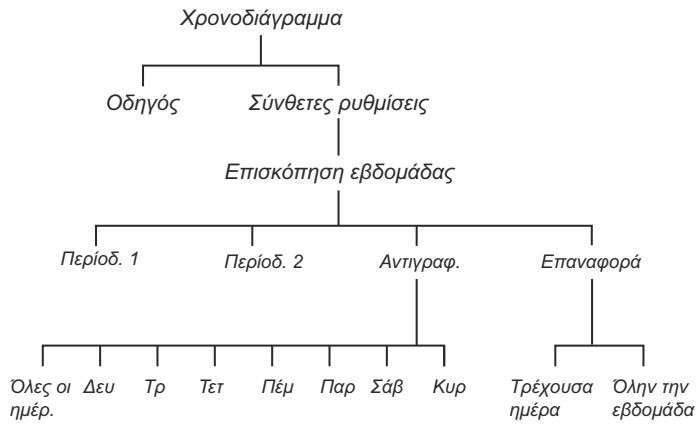 Χρονοδιάγραμμα
Οδηγός Σύνθετες ρυθμίσεις
Επισκόπηση εβδομάδας
Περίοδ. 1 Περίοδ. 2 Αντιγραφ. Επαναφορά
Όλες οι Δευ Τρ Τετ Πέμ Παρ Σάβ Κυρ Τρέχουσα Όλην την
ημέρ. ημέρα εβδομάδα